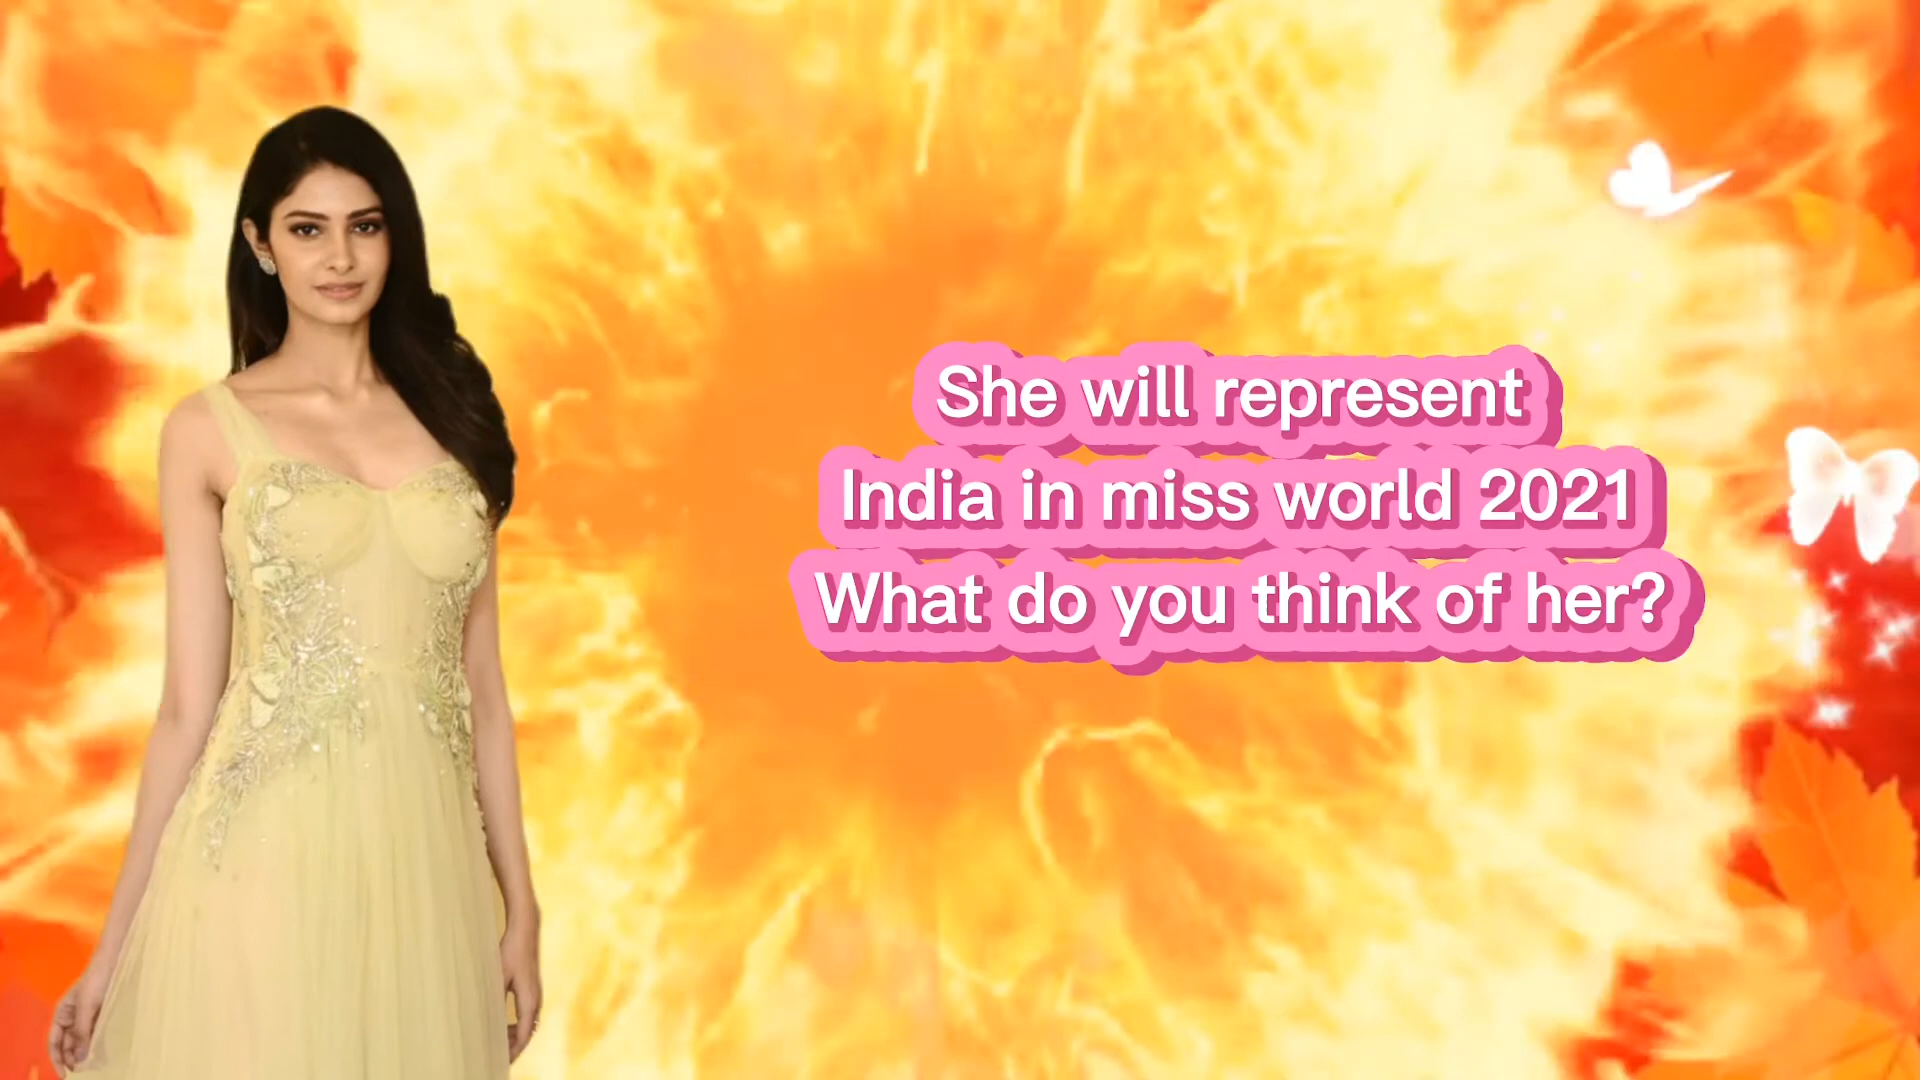 She will represent
India in miss world 2021
What do you think of her?